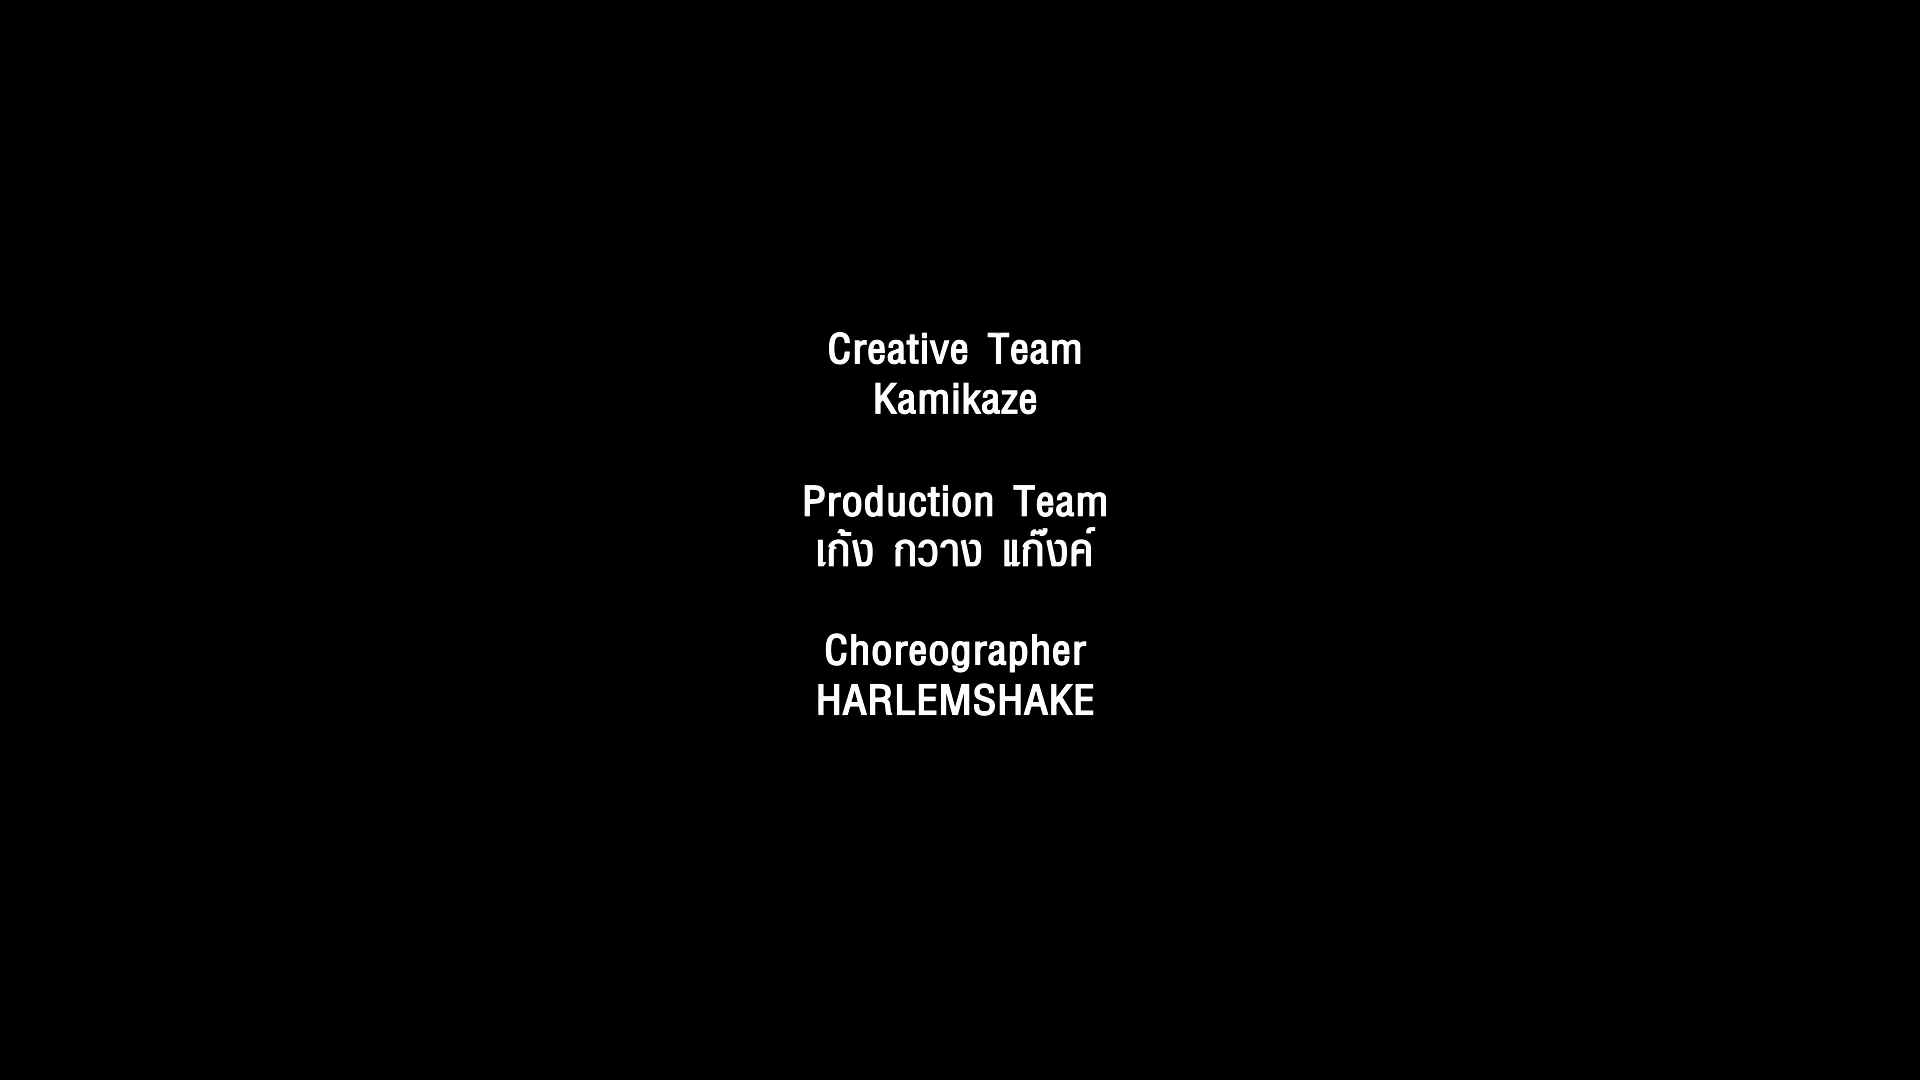 Creative Team
Kamikaze
Production Team
เก้ง กวาง แก๊งค์
Choreographer
HARLEMSHAKE